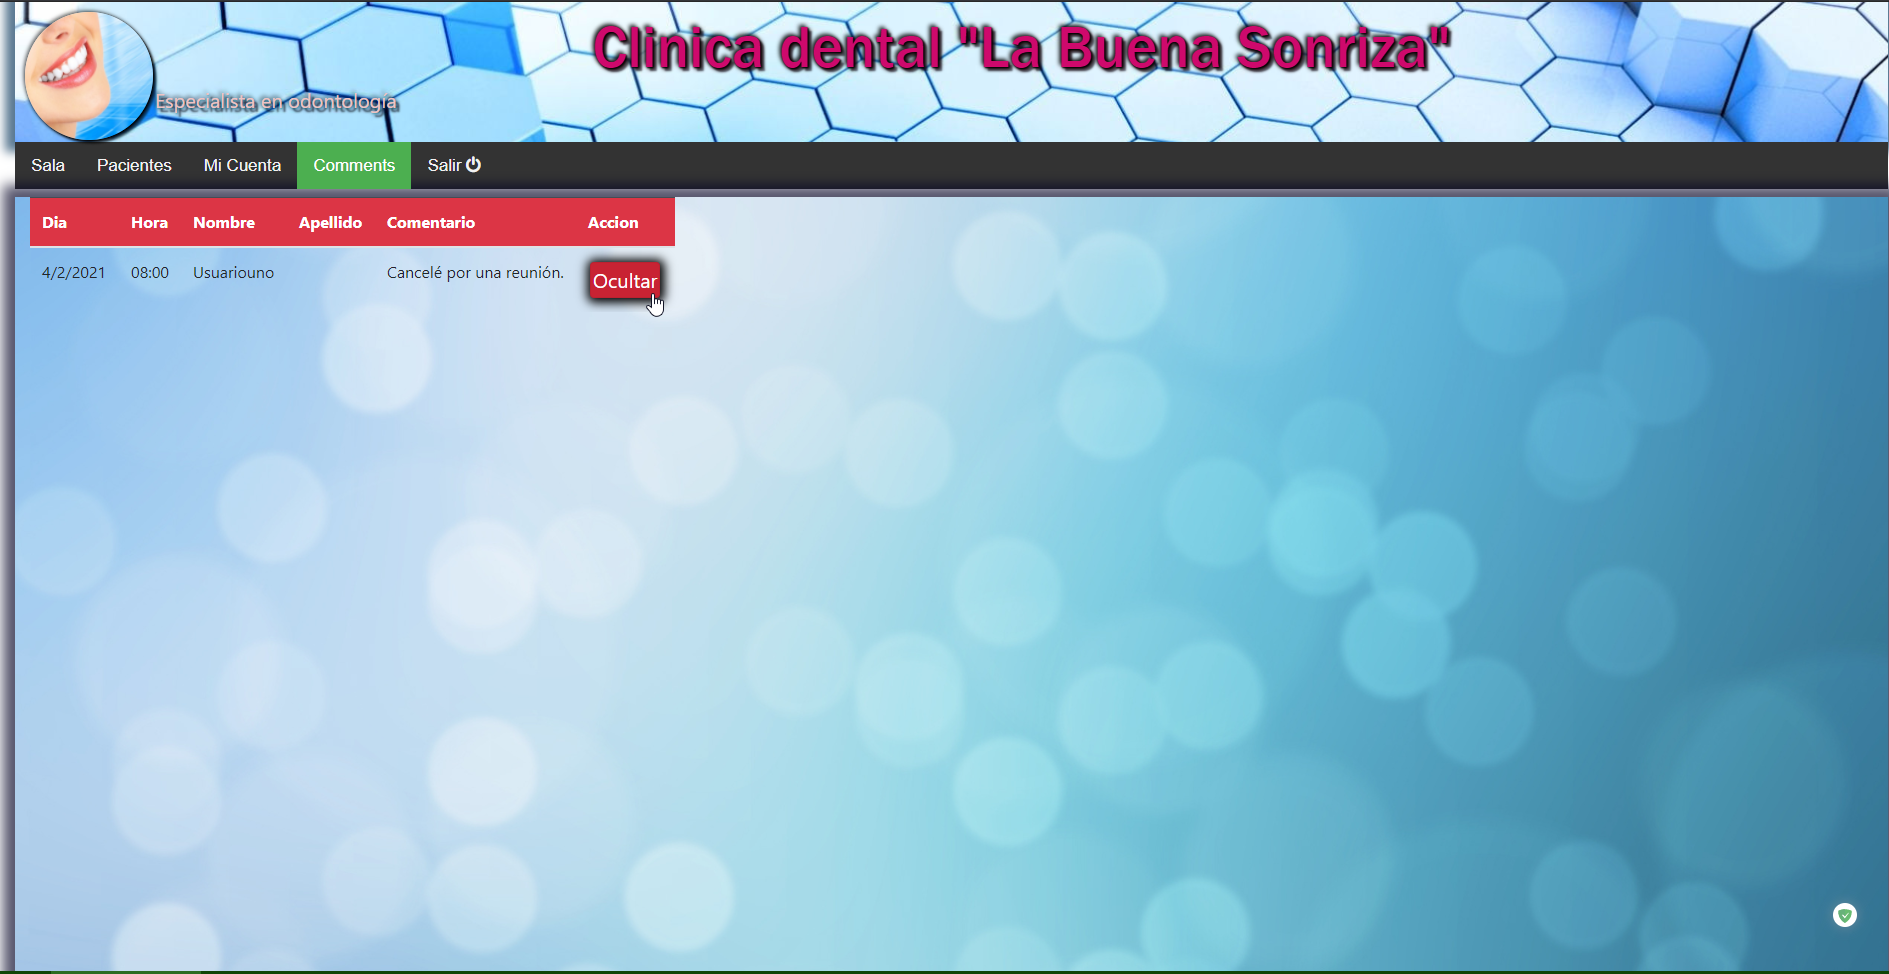 Clinica dental "La Buena Sonriza"
Especialista en odontología
Sala Pacientes Mi Cuenta Comments Salir
Dia Hora Nombre Apellido Comentario Accion
4/2/2021 08:00 Usuariouno Cancelé por una reunión. Ocultar